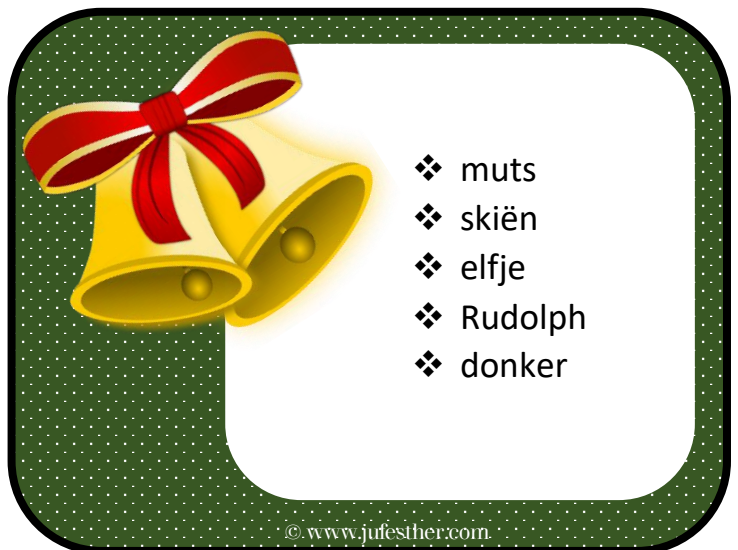 ❖ muts
❖ skiën
❖ elfje
❖ Rudolph
❖ donker
© www.jufesther.com